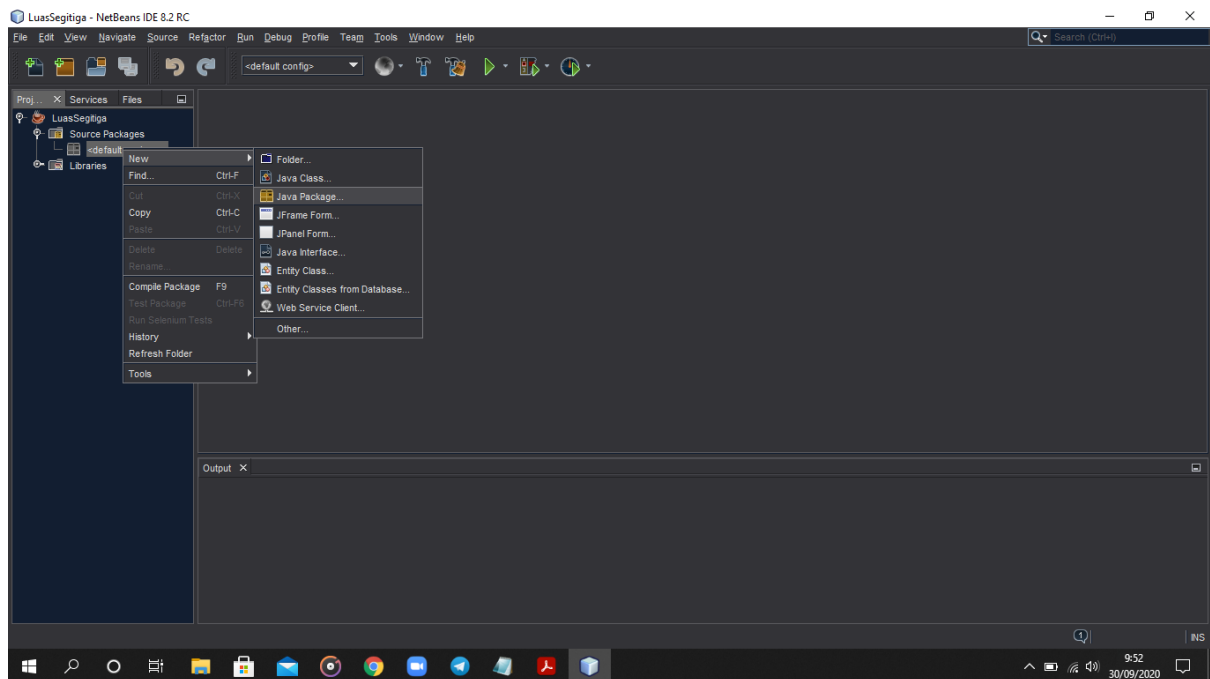 LuasSegitiga - NetBeans IDE 8.2 RC
File Edit View Navigate Source Refactor Run Debug Profile Team Tools Window Help
Search (Ctrl+I)
<default config>
Proj... Services Files
LuasSegitiga
Source Packages
<default
Libraries
New
Find... Ctrl-F
Cut Ctrl-X
Copy Ctrl-C
Paste Ctrl-V
Delete Delete
Rename...
Compile Package F9
Test Package Ctrl-F6
Run Selenium Tests
History
Refresh Folder
Tools
Folder...
Java Class...
Java Package...
JFrame Form...
JPanel Form...
Java Interface...
Entity Class...
Entity Classes from Database...
Web Service Client...
Other...
Output
1
INS
9:52
30/09/2020